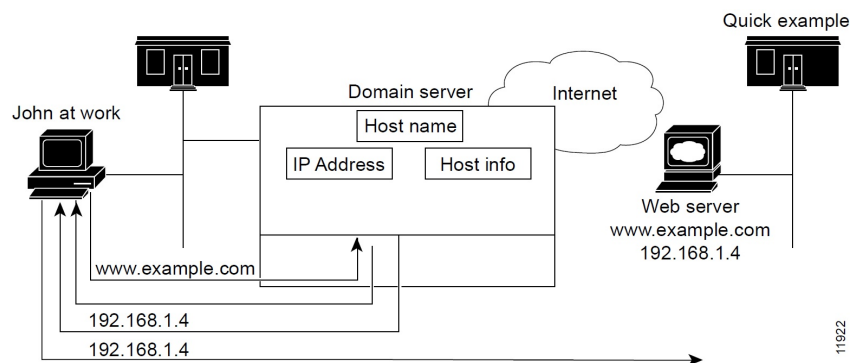 Quick example
John at work
Domain server
Internet
Host name
IP Address
Host info
Web server
www.example.com
192.168.1.4
www.example.com
192.168.1.4
192.168.1.4
11922